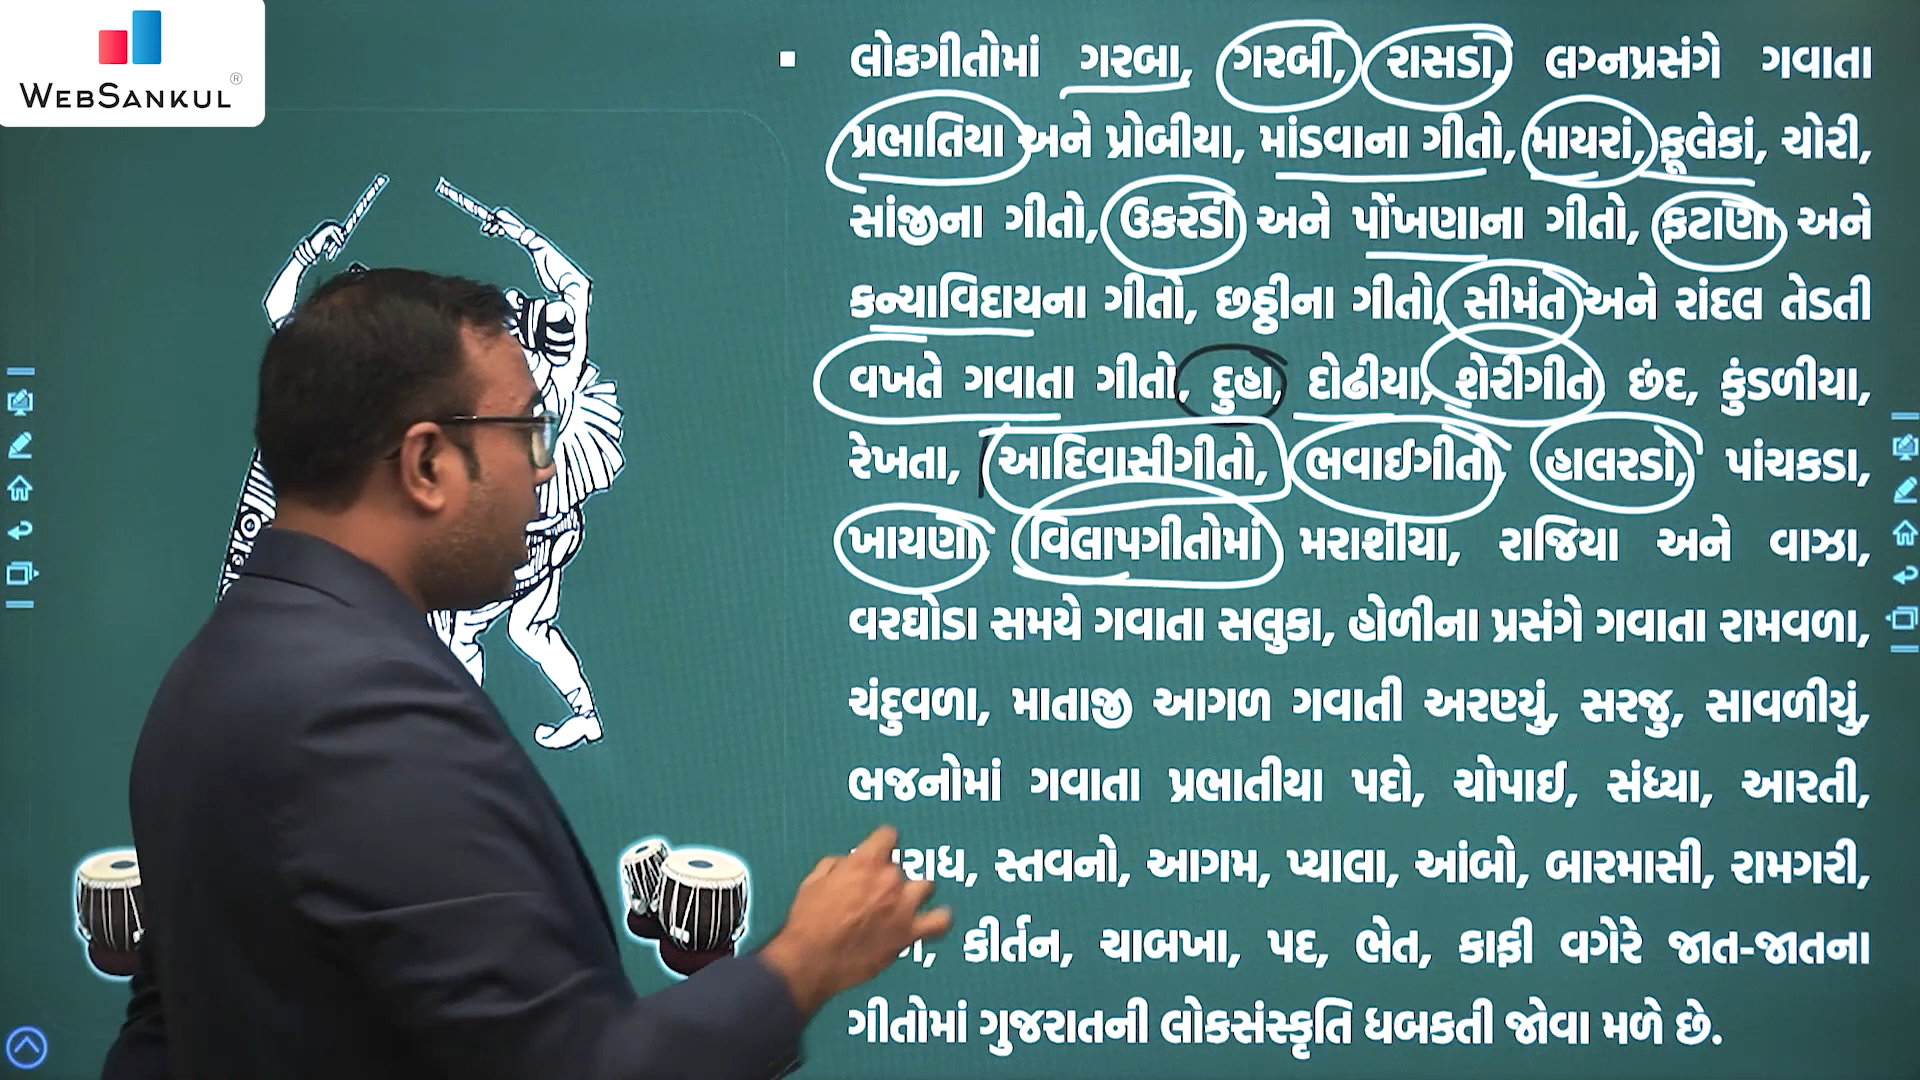 WEBSANKUL®
▪ લોકગીતોમાં ગરબા, ગરબી, રાસડા, લગ્નપ્રસંગે ગવાતા
પ્રભાતિયા અને પ્રોબીયા, માંડવાના ગીતો, માયરાં, ફૂલેકાં, ચોરી,
સાંજીના ગીતો, ઉકરડી અને પોંખણાના ગીતો, ફટાણા અને
કન્યાવિદાયના ગીતો, છઠ્ઠીના ગીતો, સીમંત અને રાંદલ તેડતી
વખતે ગવાતા ગીતો, દુહા, દોઢીયા, શેરીગીત, છંદ, કુંડળીયા,
રેખતા, આદિવાસીગીતો, ભવાઈગીતો, હાલરડાં, પાંચકડા,
ખાયણાં, વિલાપગીતોમાં મરાશીયા, રાજિયા અને વાઝા,
વરઘોડા સમયે ગવાતા સલુકા, હોળીના પ્રસંગે ગવાતા રામવળા,
ચંદુવળા, માતાજી આગળ ગવાતી અરણ્યું, સરજુ, સાવળીયું,
ભજનોમાં ગવાતા પ્રભાતીયા પદો, ચોપાઈ, સંધ્યા, આરતી,
સ્તવનો, આગમ, પ્યાલા, આંબો, બારમાસી, રામગરી,
કીર્તન, ચાબખા, પદ, ભેત, કાફી વગેરે જાત-જાતના
ગીતોમાં ગુજરાતની લોકસંસ્કૃતિ ધબકતી જોવા મળે છે.